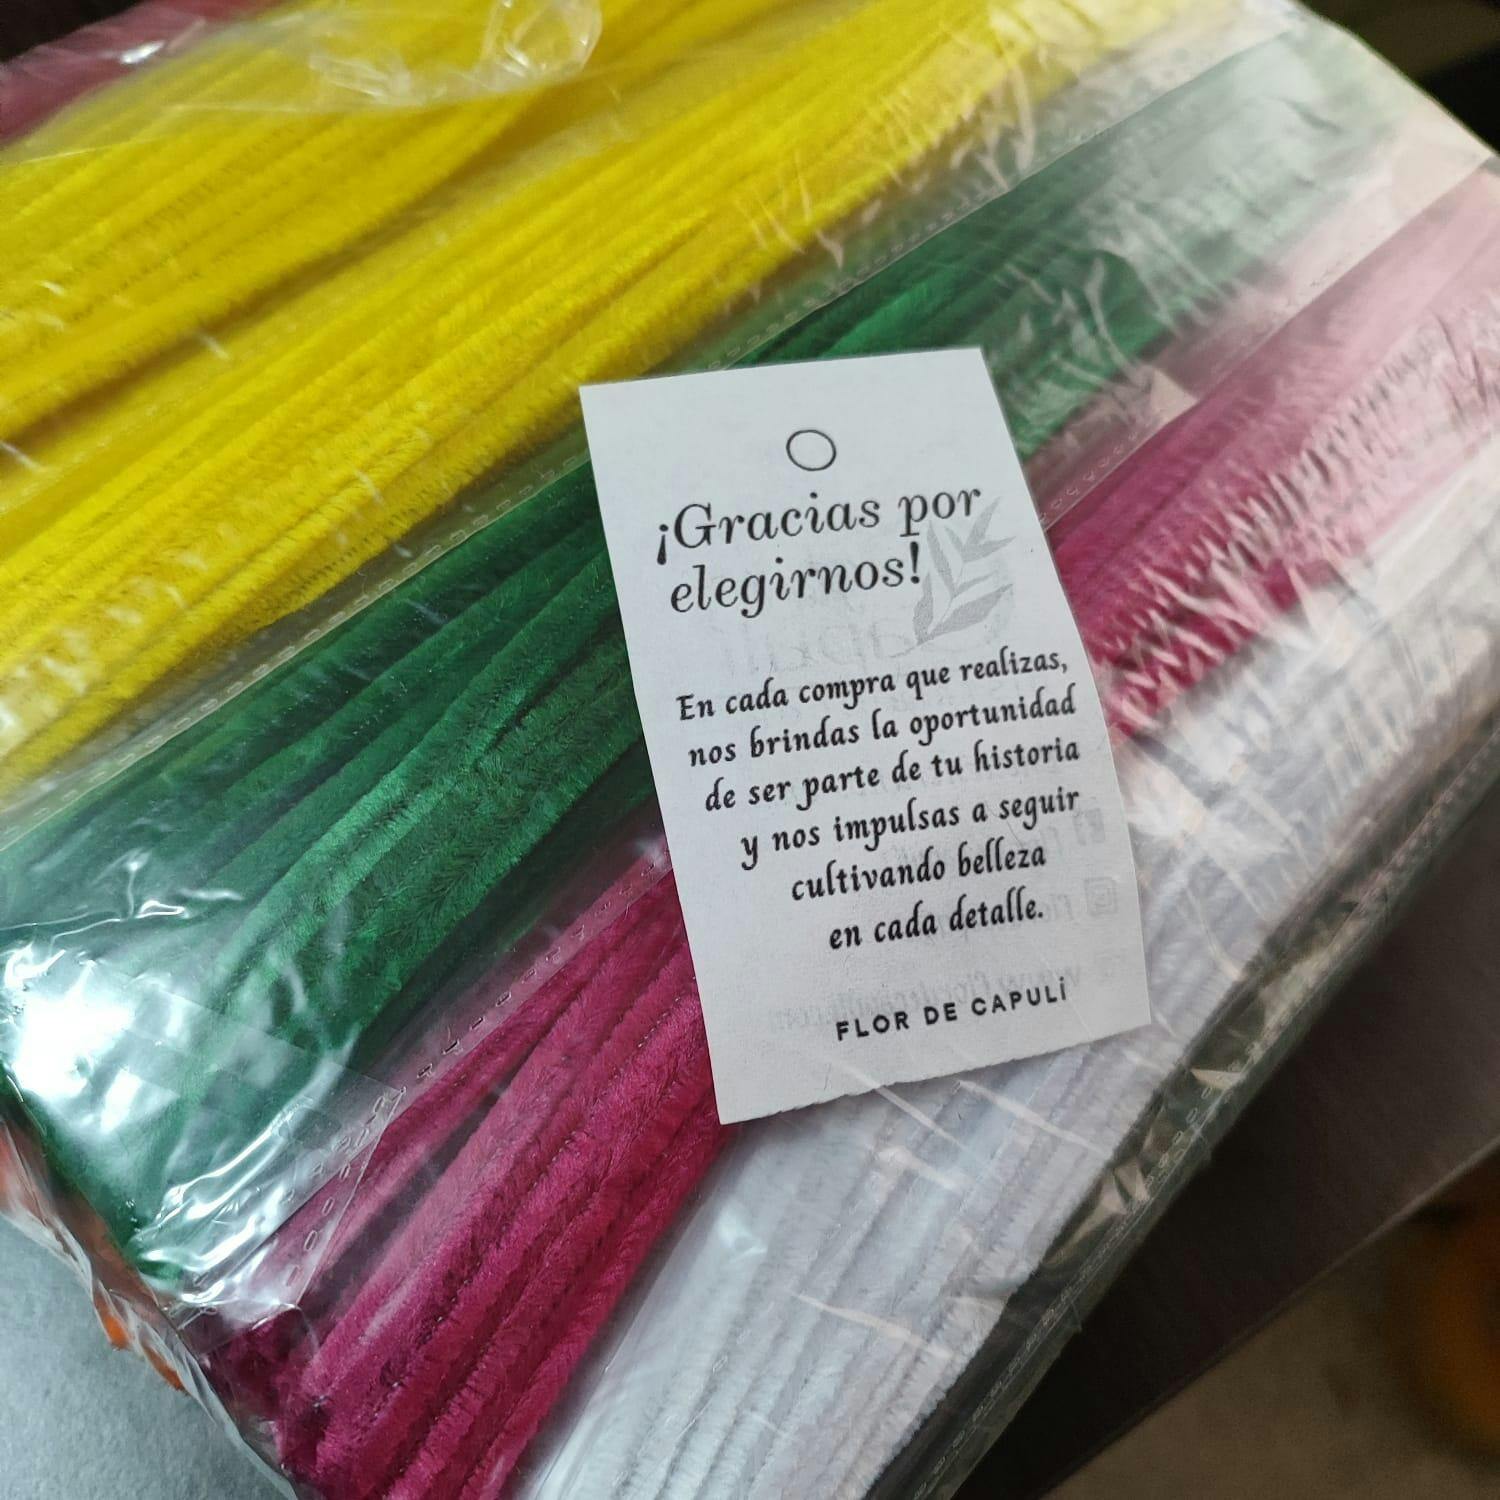 ¡Gracias por
elegirnos!
En cada compra que realizas,
nos brindas la oportunidad
de ser parte de tu historia
y nos impulsas a seguir
cultivando belleza
en cada detalle.
FLOR DE CAPULÍ